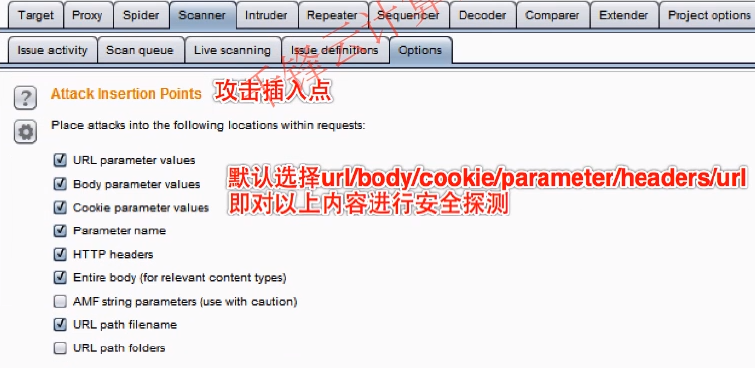 Target Proxy Spider Scanner Intruder Repeater Sequencer Decoder Comparer Extender Project options
Issue activity Scan queue Live scanning Issue definitions Options
Attack Insertion Points 攻击插入点
Place attacks into the following locations within requests:
URL parameter values
Body parameter values
Cookie parameter values
Parameter name
HTTP headers
Entire body (for relevant content types)
AMF string parameters (use with caution)
URL path filename
URL path folders
默认选择url/body/cookie/parameter/headers/url
即对以上内容进行安全探测
锋云计算